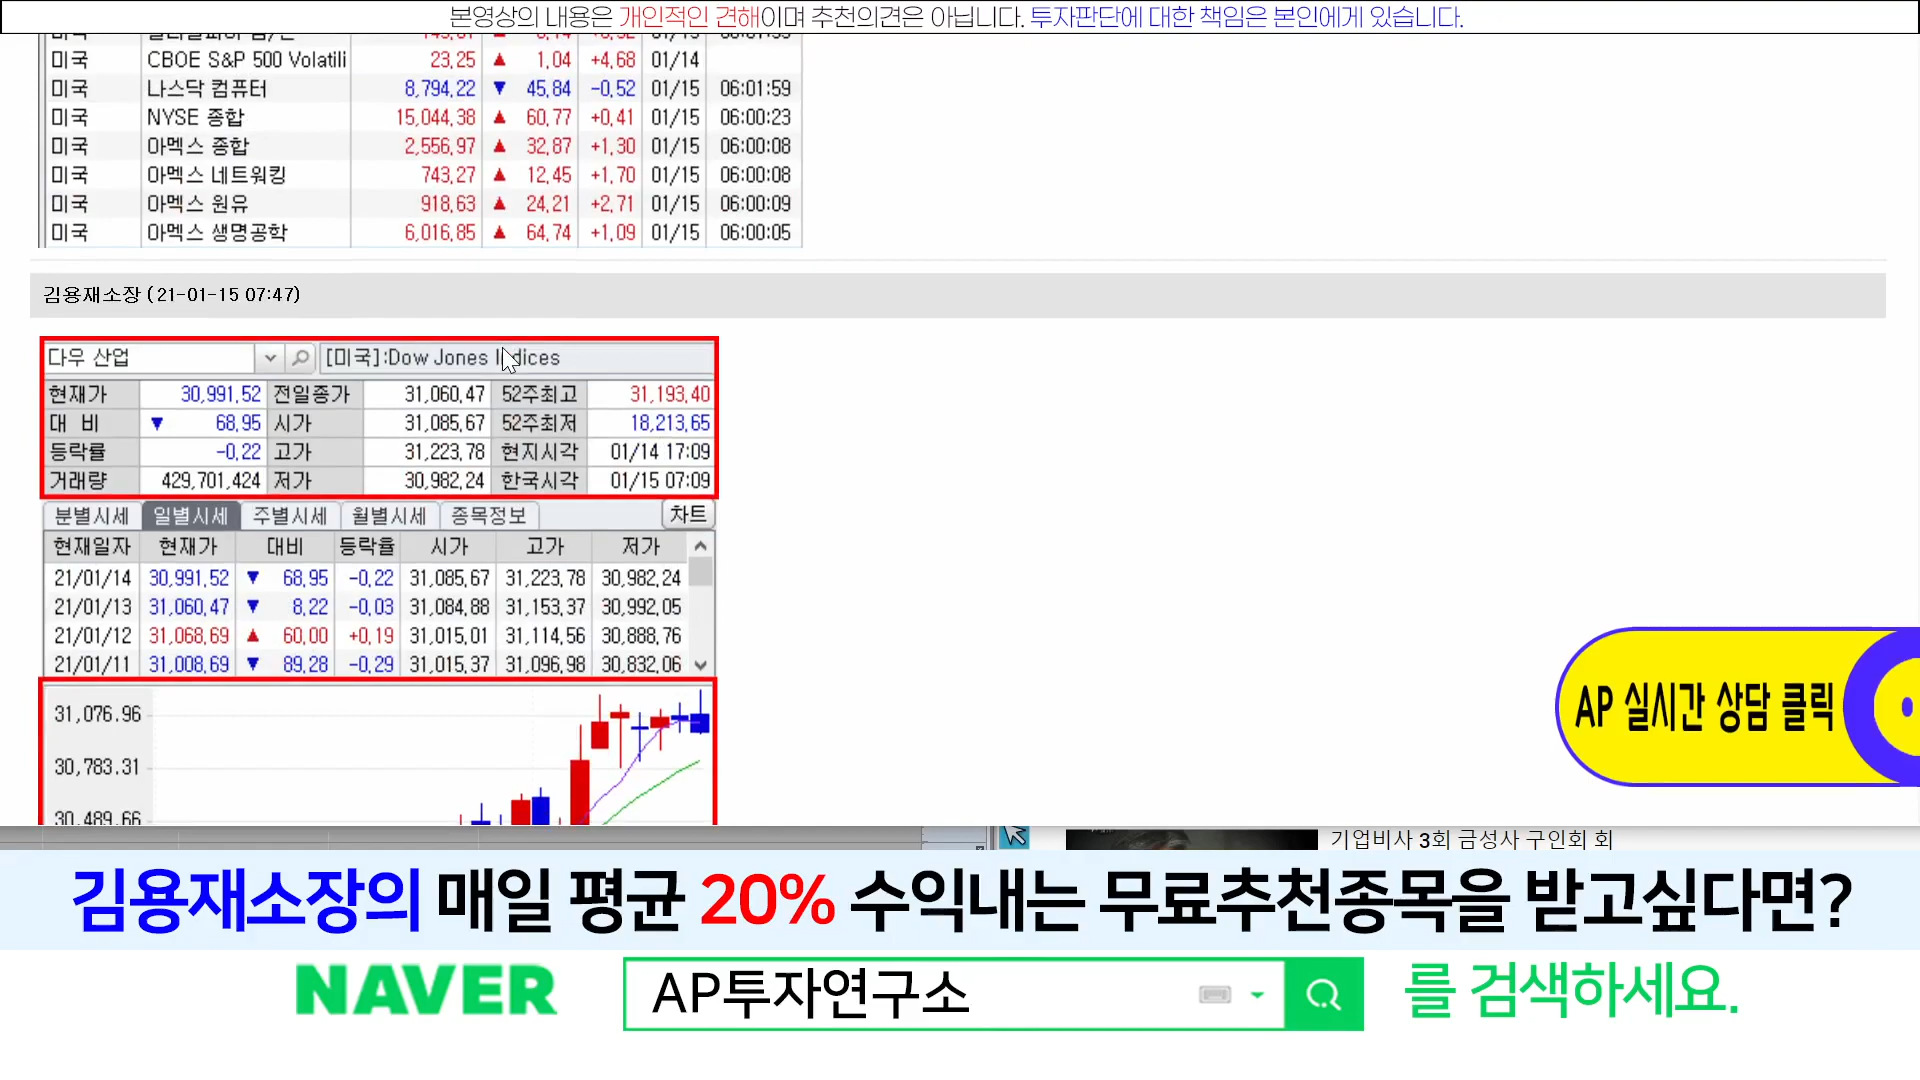 본영상의 내용은 개인적인 견해이며 추천의견은 아닙니다. 투자판단에 대한 책임은 본인에게 있습니다.
미국 CBOE S&P 500 Volatili 23,25 ▲ 1,04 +4,68 01/14
미국 나스닥 컴퓨터 8,794,22 ▼ 45,84 -0,52 01/15 06:01:59
미국 NYSE 종합 15,044,38 ▲ 60,77 +0,41 01/15 06:00:23
미국 아멕스 종합 2,556,97 ▲ 32,87 +1,30 01/15 06:00:08
미국 아멕스 네트워킹 743,27 ▲ 12,45 +1,70 01/15 06:00:08
미국 아멕스 원유 918,63 ▲ 24,21 +2,71 01/15 06:00:09
미국 아멕스 생명공학 6,016,85 ▲ 64,74 +1,09 01/15 06:00:05
김용재소장 (21-01-15 07:47)
다우 산업 [미국]:Dow Jones Indices
현재가 30,991,52 전일종가 31,060,47 52주최고 31,193,40
대 비 ▼ 68,95 시가 31,085,67 52주최저 18,213,65
등락률 -0,22 고가 31,223,78 현지시각 01/14 17:09
거래량 429,701,424 저가 30,982,24 한국시각 01/15 07:09
분별시세 일별시세 주별시세 월별시세 종목정보 차트
현재일자 현재가 대비 등락율 시가 고가 저가
21/01/14 30,991,52 ▼ 68,95 -0,22 31,085,67 31,223,78 30,982,24
21/01/13 31,060,47 ▼ 8,22 -0,03 31,084,88 31,153,37 30,992,05
21/01/12 31,068,69 ▲ 60,00 +0,19 31,015,01 31,114,56 30,888,76
21/01/11 31,008,69 ▼ 89,28 -0,29 31,015,37 31,096,98 30,832,06
31,076.96
30,783.31
30,489.66
AP 실시간 상담 클릭
기업비사 3회 금성사 구인회 회
김용재소장의 매일 평균 20% 수익내는 무료추천종목을 받고싶다면?
NAVER AP투자연구소 를 검색하세요.